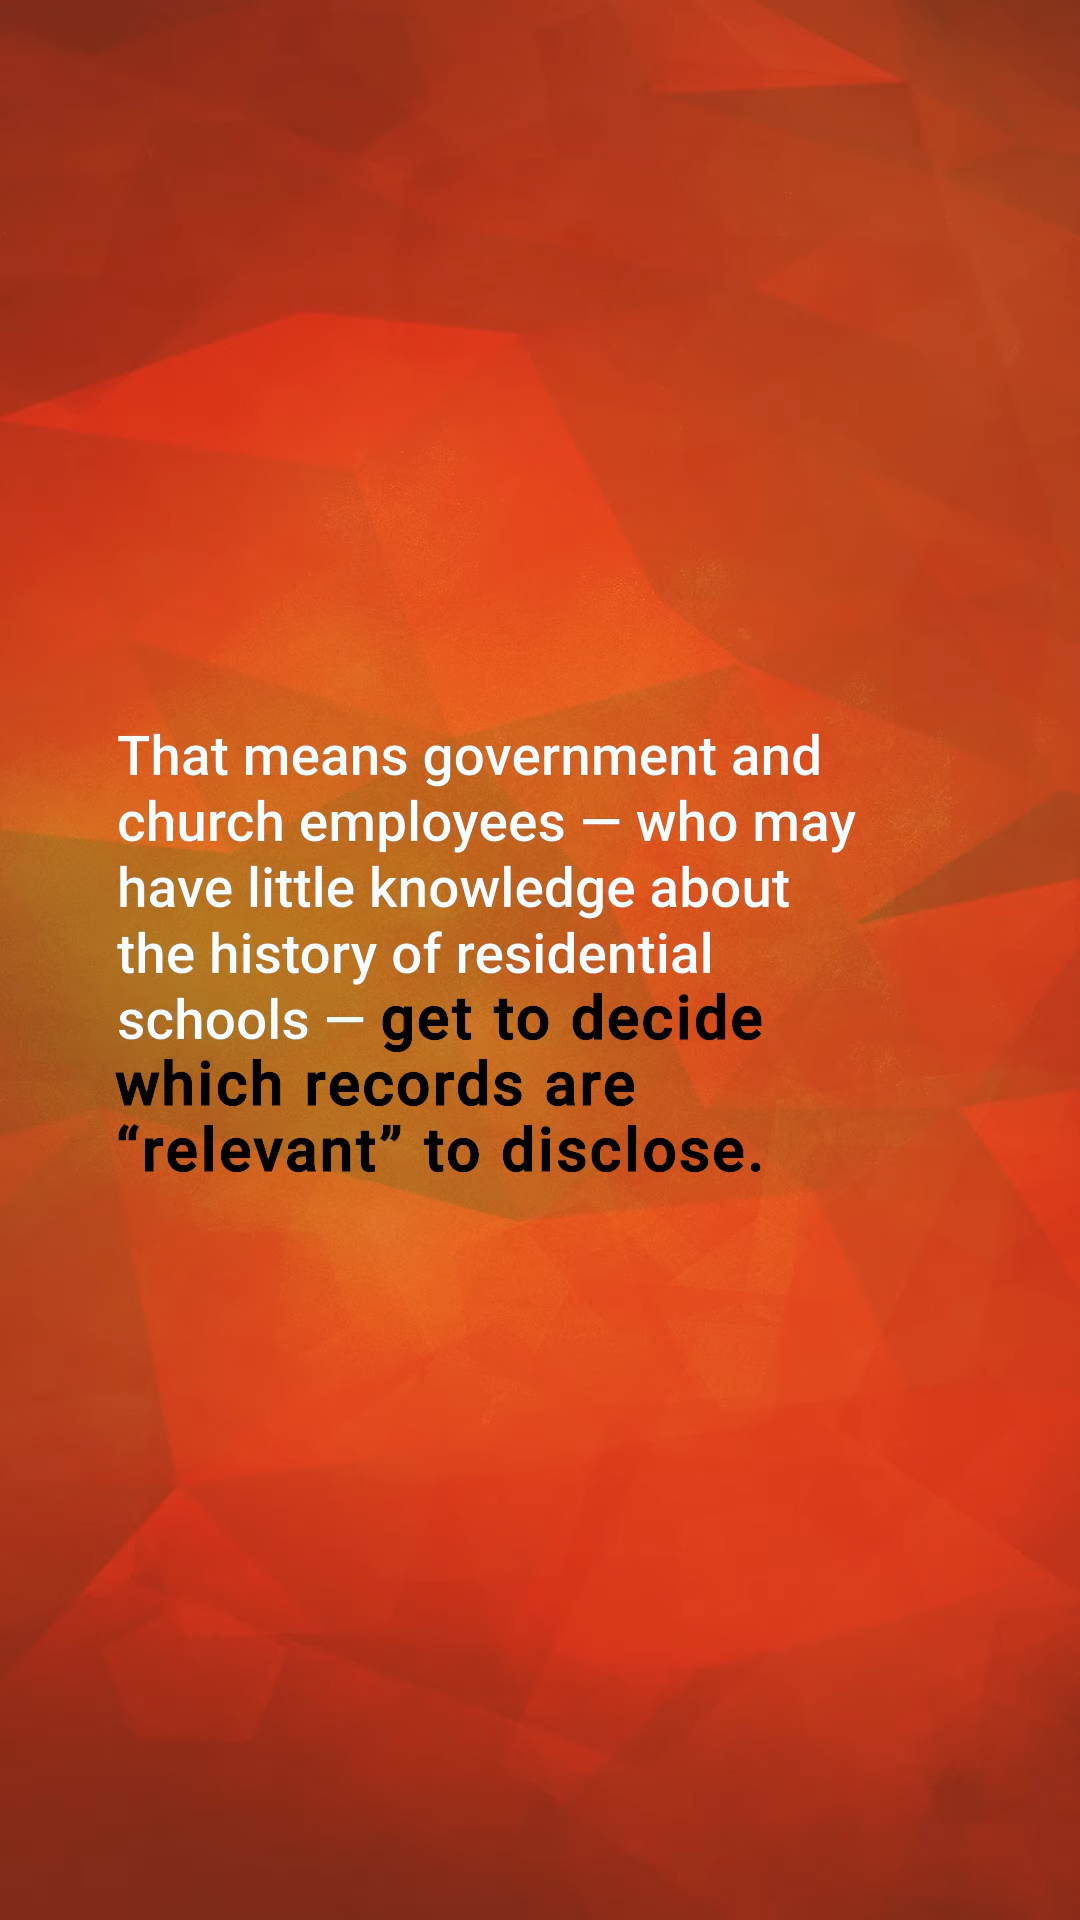 That means government and
church employees — who may
have little knowledge about
the history of residential
schools — get to decide
which records are
“relevant” to disclose.